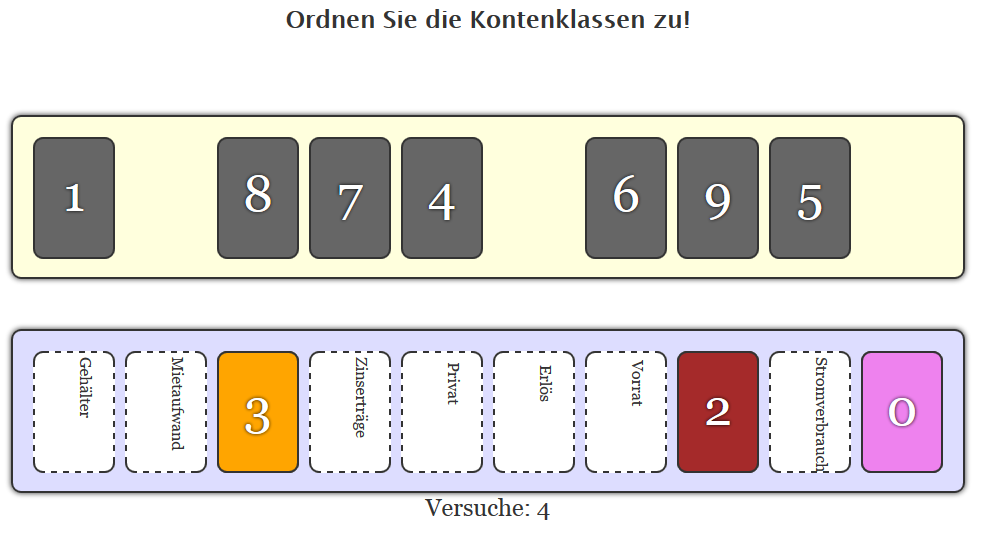 Ordnen Sie die Kontenklassen zu!
1 8 7 4 6 9 5
Gehälter
Mietaufwand
3
Zinserträge
Privat
Erlös
Vorrat
2
Stromverbrauch
0
Versuche: 4